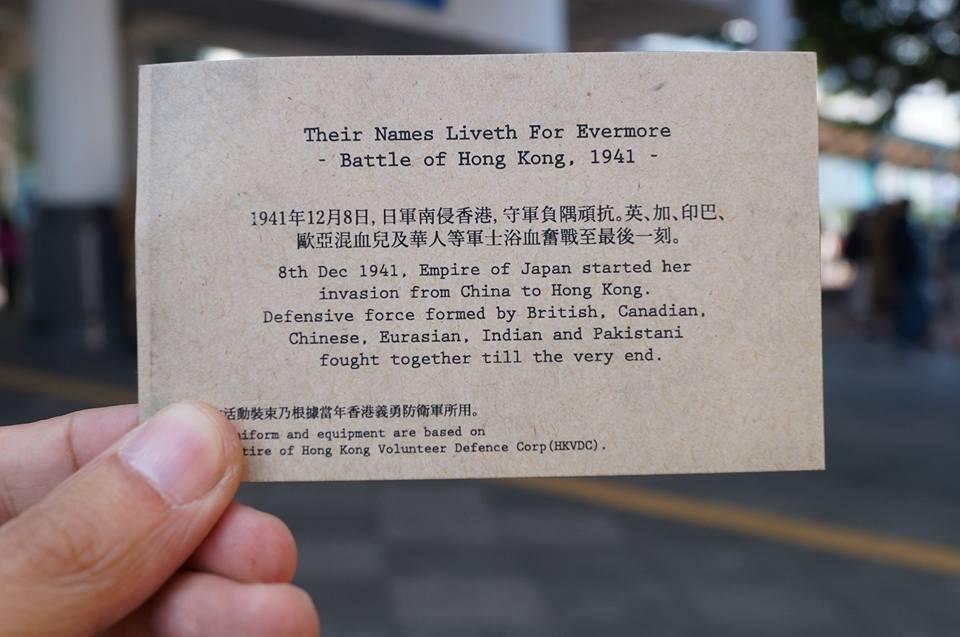 Their Names Liveth For Evermore
- Battle of Hong Kong, 1941 -
1941年12月8日,日軍南侵香港,守軍負隅頑抗。英、加、印巴、
歐亞混血兒及華人等軍士浴血奮戰至最後一刻。
8th Dec 1941, Empire of Japan started her
invasion from China to Hong Kong.
Defensive force formed by British, Canadian,
Chinese, Eurasian, Indian and Pakistani
fought together till the very end.
活動裝束乃根據當年香港義勇防衛軍所用。
iform and equipment are based on
tire of Hong Kong Volunteer Defence Corp(HKVDC).